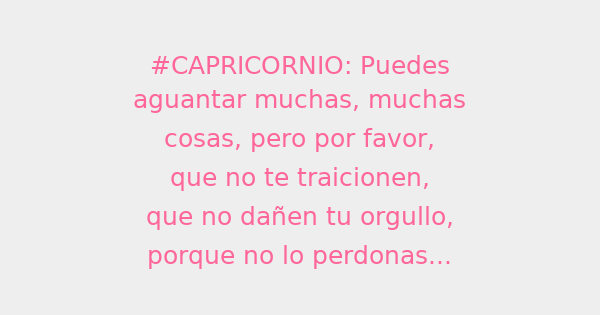 #CAPRICORNIO: Puedes
aguantar muchas, muchas
cosas, pero por favor,
que no te traicionen,
que no dañen tu orgullo,
porque no lo perdonas...